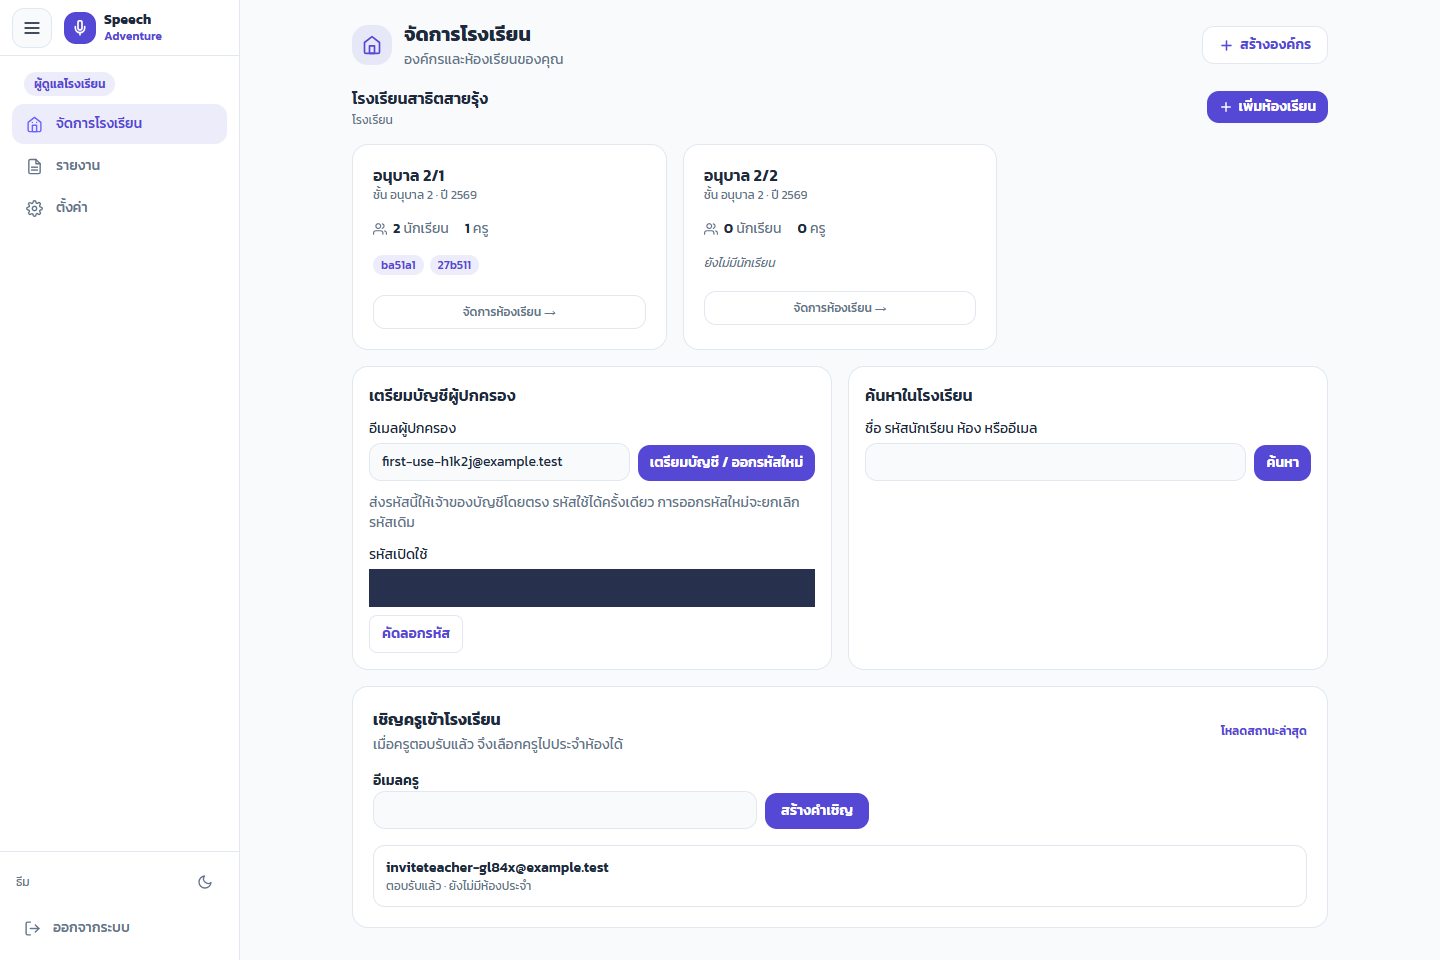 Speech
Adventure
ผู้ดูแลโรงเรียน
จัดการโรงเรียน
รายงาน
ตั้งค่า
ธีม
ออกจากระบบ
จัดการโรงเรียน
องค์กรและห้องเรียนของคุณ
+ สร้างองค์กร
โรงเรียนสาธิตสายรุ้ง
โรงเรียน
+ เพิ่มห้องเรียน
อนุบาล 2/1
ชั้น อนุบาล 2 · ปี 2569
2 นักเรียน 1 ครู
ba51a1 27b511
จัดการห้องเรียน →
อนุบาล 2/2
ชั้น อนุบาล 2 · ปี 2569
0 นักเรียน 0 ครู
ยังไม่มีนักเรียน
จัดการห้องเรียน →
เตรียมบัญชีผู้ปกครอง
อีเมลผู้ปกครอง
first-use-h1k2j@example.test
เตรียมบัญชี / ออกรหัสใหม่
ส่งรหัสนี้ให้เจ้าของบัญชีโดยตรง รหัสใช้ได้ครั้งเดียว การออกรหัสใหม่จะยกเลิก
รหัสเดิม
รหัสเปิดใช้
คัดลอกรหัส
ค้นหาในโรงเรียน
ชื่อ รหัสนักเรียน ห้อง หรืออีเมล
ค้นหา
เชิญครูเข้าโรงเรียน
เมื่อครูตอบรับแล้ว จึงเลือกครูไปประจำห้องได้
โหลดสถานะล่าสุด
อีเมลครู
สร้างคำเชิญ
inviteteacher-gl84x@example.test
ตอบรับแล้ว · ยังไม่มีห้องประจำ